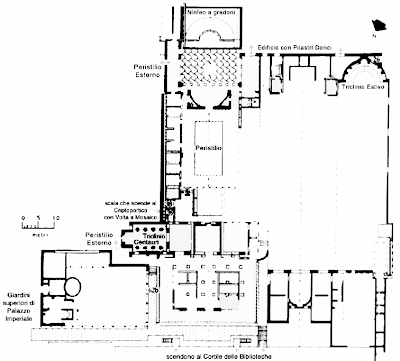 Ninfeo a gradoni
Edificio con Pilastri Dorici
N
Peristilio
Esterno
Triclinio Estivo
Peristilio
scala che scende al
Criptoportico
con Volta a Mosaico
0 5 10
metri
Peristilio
Esterno
Triclinio
Centauri
Giardini
superiori di
Palazzo
Imperiale
scendono al Cortile delle Biblioteche